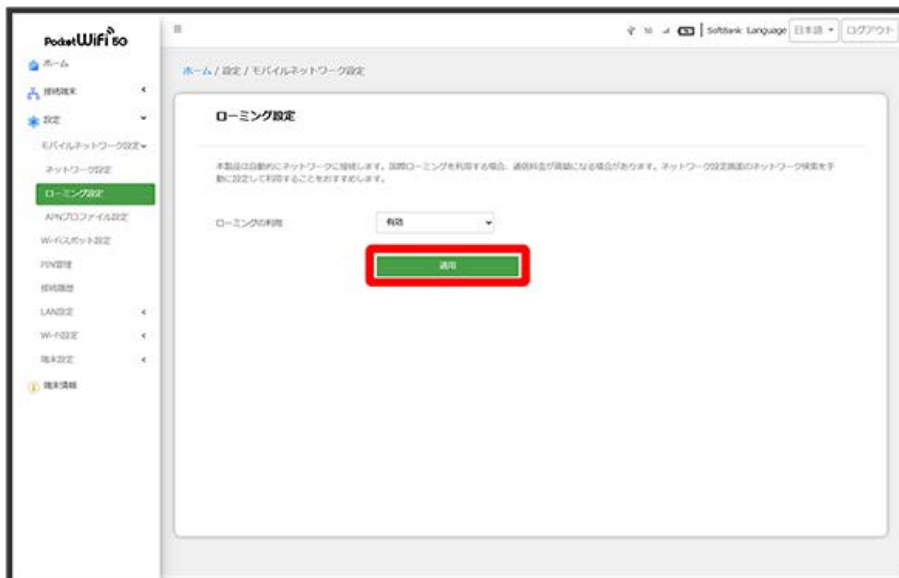 PocketWiFi 5G
SoftBank Language 日本語 ログアウト
ホーム
接続端末
設定
モバイルネットワーク設定
ネットワーク設定
ローミング設定
APNプロファイル設定
Wi-Fiスポット設定
PIN管理
接続履歴
LAN設定
Wi-Fi設定
端末設定
端末情報
ホーム / 設定 / モバイルネットワーク設定
ローミング設定
本製品は自動的にネットワークに接続します。国際ローミングを利用する場合、通信料金が高額になる場合があります。ネットワーク設定画面のネットワーク検索を手
動に設定して利用することをおすすめします。
ローミングの利用 有効
適用